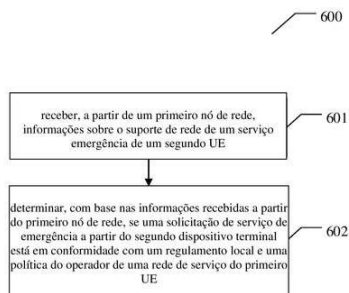 600
receber, a partir de um primeiro nó de rede,
informações sobre o suporte de rede de um serviço
emergência de um segundo UE
601
determinar, com base nas informações recebidas a partir
do primeiro nó de rede, se uma solicitação de serviço de
emergência a partir do segundo dispositivo terminal
está em conformidade com um regulamento local e uma
política do operador de uma rede de serviço do primeiro
UE
602